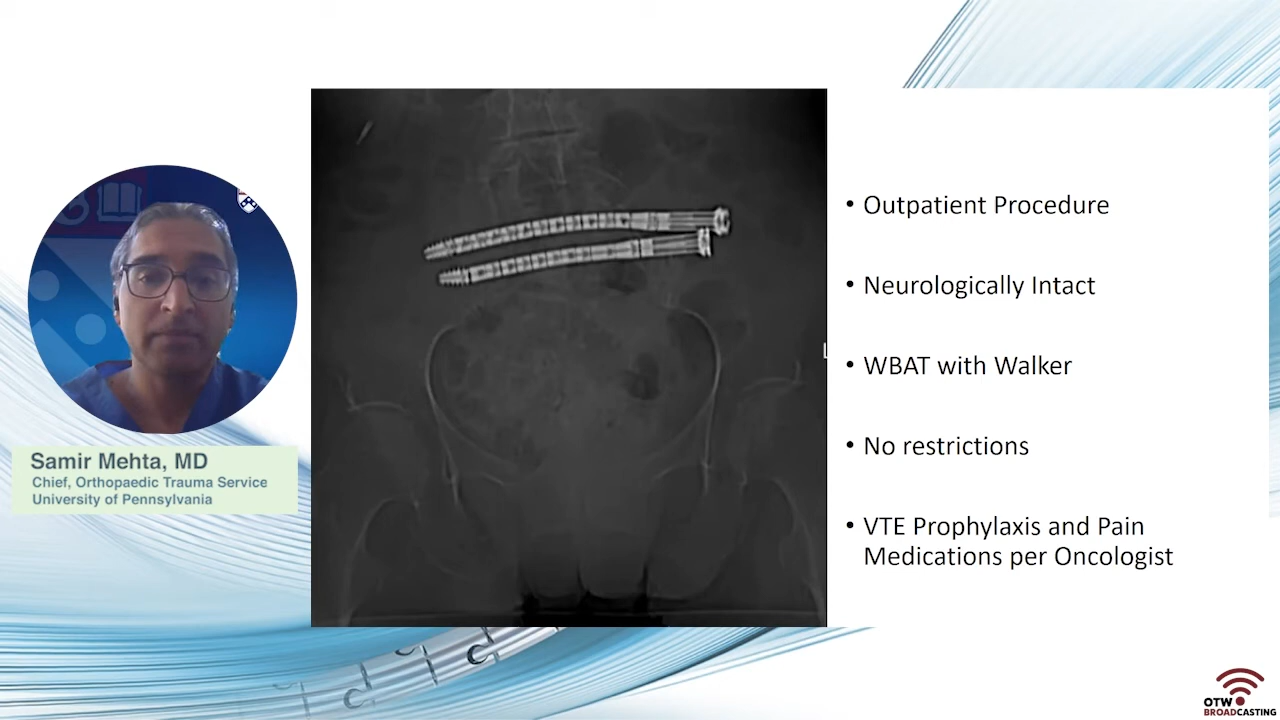 Samir Mehta, MD
Chief, Orthopaedic Trauma Service
University of Pennsylvania
L
• Outpatient Procedure
• Neurologically Intact
• WBAT with Walker
• No restrictions
• VTE Prophylaxis and Pain
Medications per Oncologist
OTW
BROADCASTING